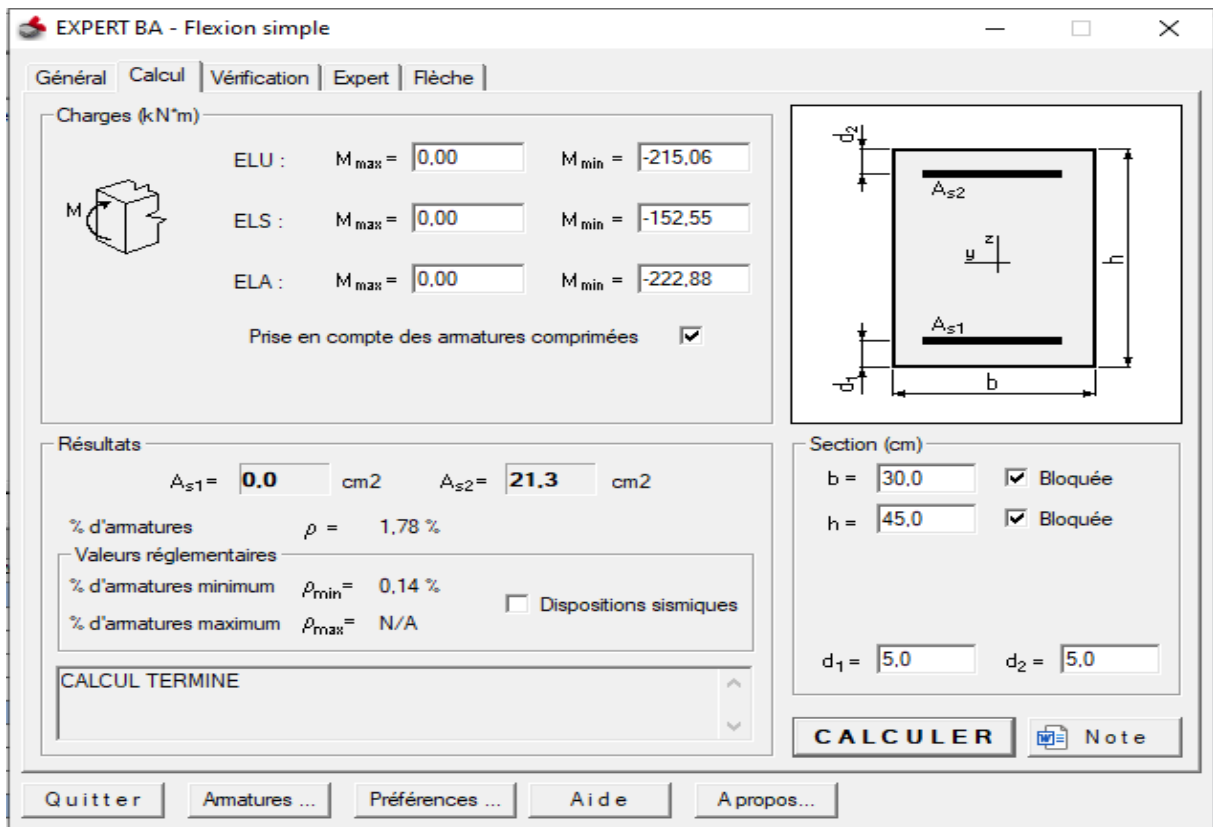 EXPERT BA - Flexion simple
Général Calcul Vérification Expert Flèche
Charges (kN*m)
ELU : M max = 0,00 M min = -215,06
ELS : M max = 0,00 M min = -152,55
ELA : M max = 0,00 M min = -222,88
M
Prise en compte des armatures comprimées
d2
As2
z
y
h
As1
d1
b
Résultats
As1= 0.0 cm2 As2= 21,3 cm2
% d'armatures ρ = 1,78 %
Valeurs réglementaires
% d'armatures minimum ρmin= 0,14 %
Dispositions sismiques
% d'armatures maximum ρmax= N/A
CALCUL TERMINE
Section (cm)
b = 30,0 Bloquée
h = 45,0 Bloquée
d1 = 5,0 d2 = 5,0
CALCULER Note
Quitter Armatures ... Préférences ... Aide A propos...